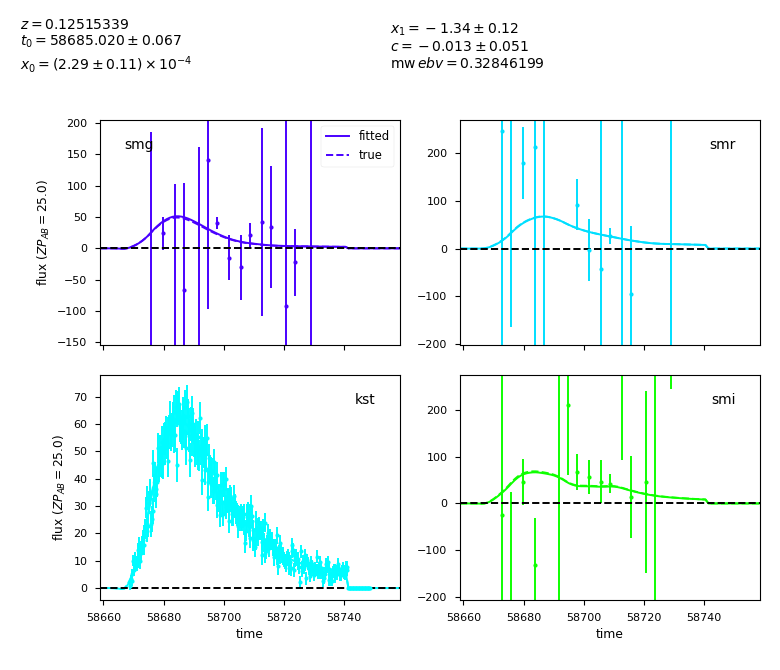 z = 0.12515339
t0 = 58685.020 ± 0.067
x0 = (2.29 ± 0.11) × 10^−4
x1 = −1.34 ± 0.12
c = −0.013 ± 0.051
mw ebv = 0.32846199
smg
fitted
true
200
150
100
50
0
−50
−100
−150
flux (ZP_AB = 25.0)
smr
200
100
0
−100
−200
kst
70
60
50
40
30
20
10
0
flux (ZP_AB = 25.0)
58660
58680
58700
58720
58740
time
smi
200
100
0
−100
−200
58660
58680
58700
58720
58740
time